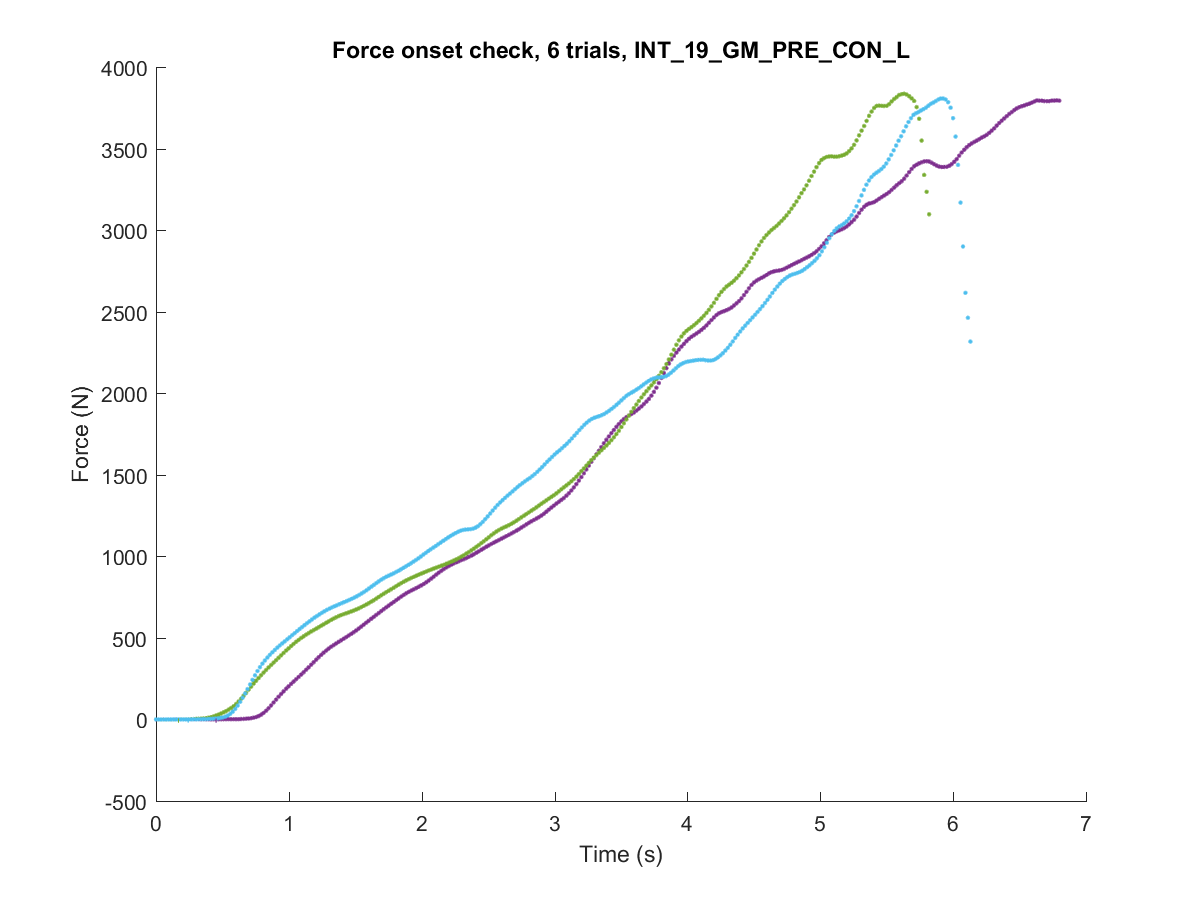 Force onset check, 6 trials, INT_19_GM_PRE_CON_L
4000
3500
3000
2500
2000
1500
1000
500
0
-500
Force (N)
0 1 2 3 4 5 6 7
Time (s)